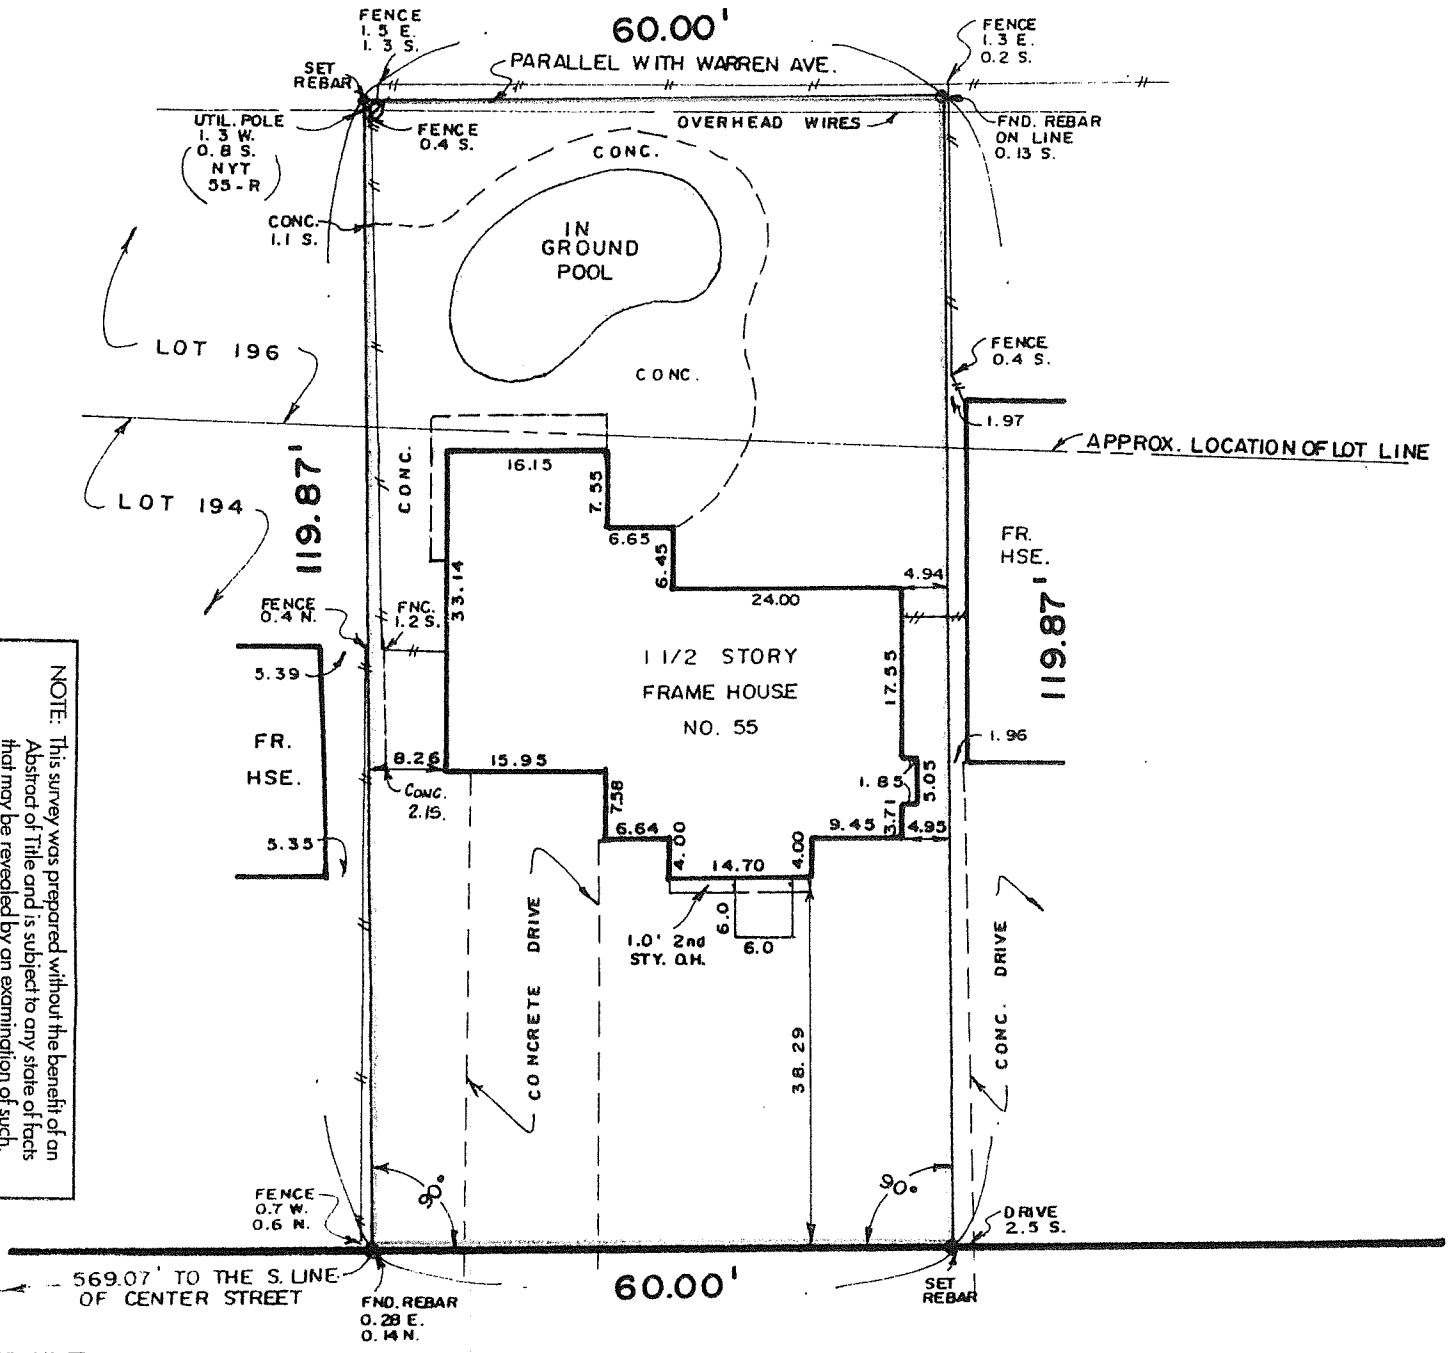 FENCE
1.5 E.
1.3 S.
60.00'
FENCE
1.3 E.
0.2 S.
SET
REBAR
PARALLEL WITH WARREN AVE.
UTIL. POLE
1.3 W.
0.8 S.
(NYT
55-R)
FENCE
0.4 S.
OVERHEAD WIRES
FND. REBAR
ON LINE
0.13 S.
CONC.
CONC.
1.1 S.
IN
GROUND
POOL
LOT 196
CONC.
FENCE
0.4 S.
1.97
APPROX. LOCATION OF LOT LINE
119.87'
CONC.
16.15
7.55
LOT 194
6.65
6.45
FR.
HSE.
33.14
4.94
24.00
119.87'
FENCE
0.4 N.
FNC.
1.2 S.
5.39
1 1/2 STORY
FRAME HOUSE
NO. 55
17.55
FR.
HSE.
1.96
8.26
15.95
CONC.
2.1S.
7.58
1.85
5.05
5.35
6.64
4.00
14.70
4.00
9.45
3.71
4.95
6.0
6.0
1.0' 2nd
STY. O.H.
CONCRETE DRIVE
38.29
CONC. DRIVE
NOTE: This survey was prepared without the benefit of an
Abstract of Title and is subject to any state of facts
that may be revealed by an examination of such.
90°
90°
FENCE
0.7 W.
0.6 N.
DRIVE
2.5 S.
569.07' TO THE S. LINE
OF CENTER STREET
FND. REBAR
0.28 E.
0.14 N.
60.00'
SET
REBAR